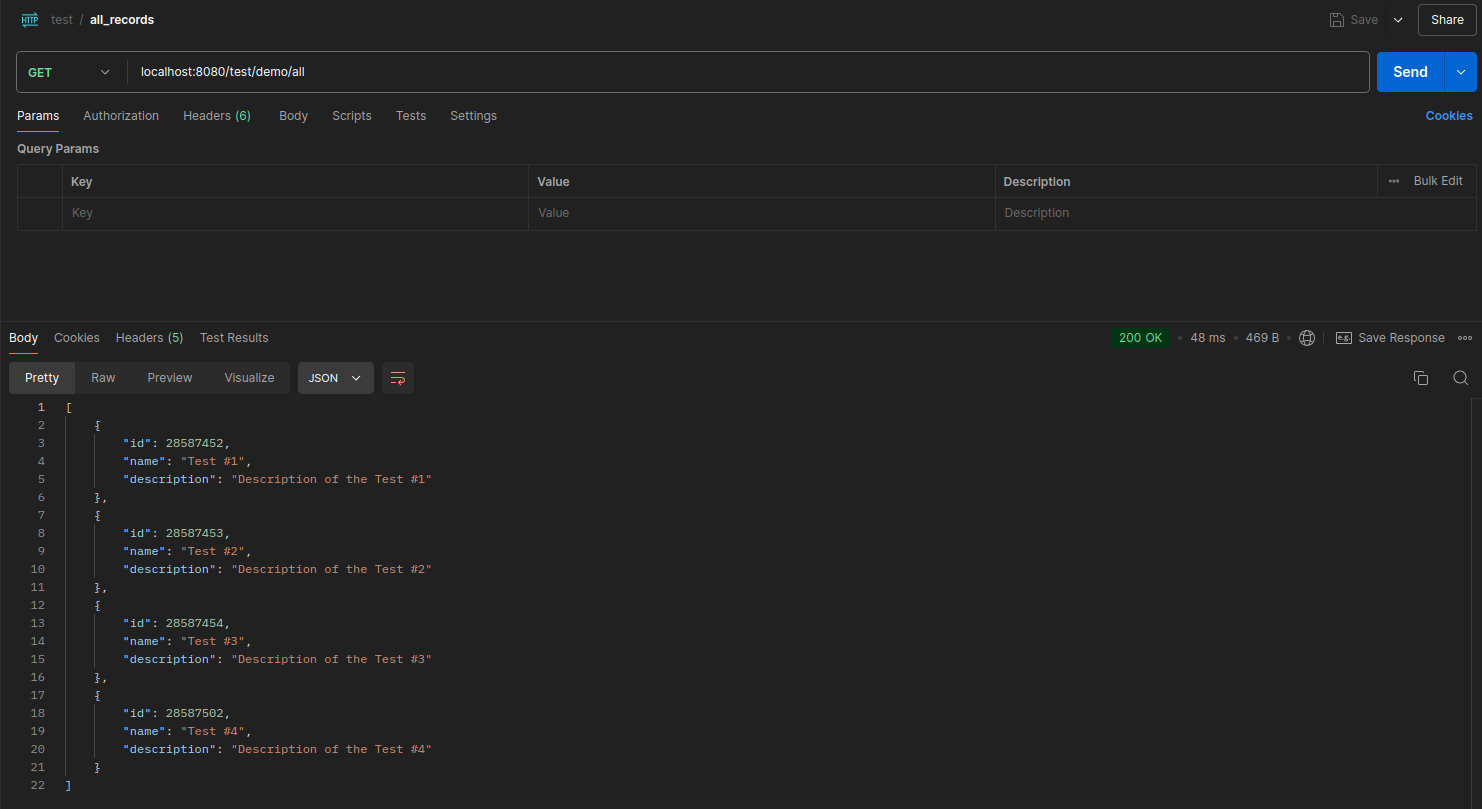 HTTP test / all_records Save Share
GET localhost:8080/test/demo/all Send
Params Authorization Headers (6) Body Scripts Tests Settings Cookies
Query Params
Key Value Description Bulk Edit
Key Value Description
Body Cookies Headers (5) Test Results 200 OK • 48 ms • 469 B • e.g. Save Response
Pretty Raw Preview Visualize JSON
1 [
2 {
3 "id": 28587452,
4 "name": "Test #1",
5 "description": "Description of the Test #1"
6 },
7 {
8 "id": 28587453,
9 "name": "Test #2",
10 "description": "Description of the Test #2"
11 },
12 {
13 "id": 28587454,
14 "name": "Test #3",
15 "description": "Description of the Test #3"
16 },
17 {
18 "id": 28587502,
19 "name": "Test #4",
20 "description": "Description of the Test #4"
21 }
22 ]